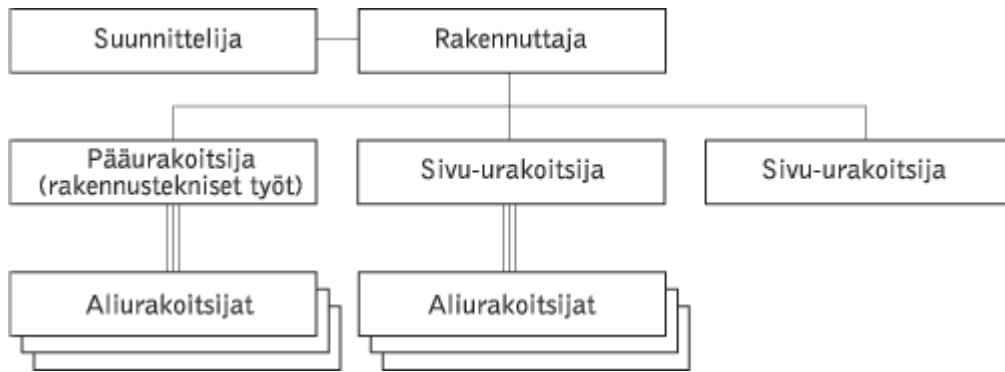 Suunnittelija
Rakennuttaja
Pääurakoitsija
(rakennustekniset työt)
Sivu-urakoitsija
Sivu-urakoitsija
Aliurakoitsijat
Aliurakoitsijat